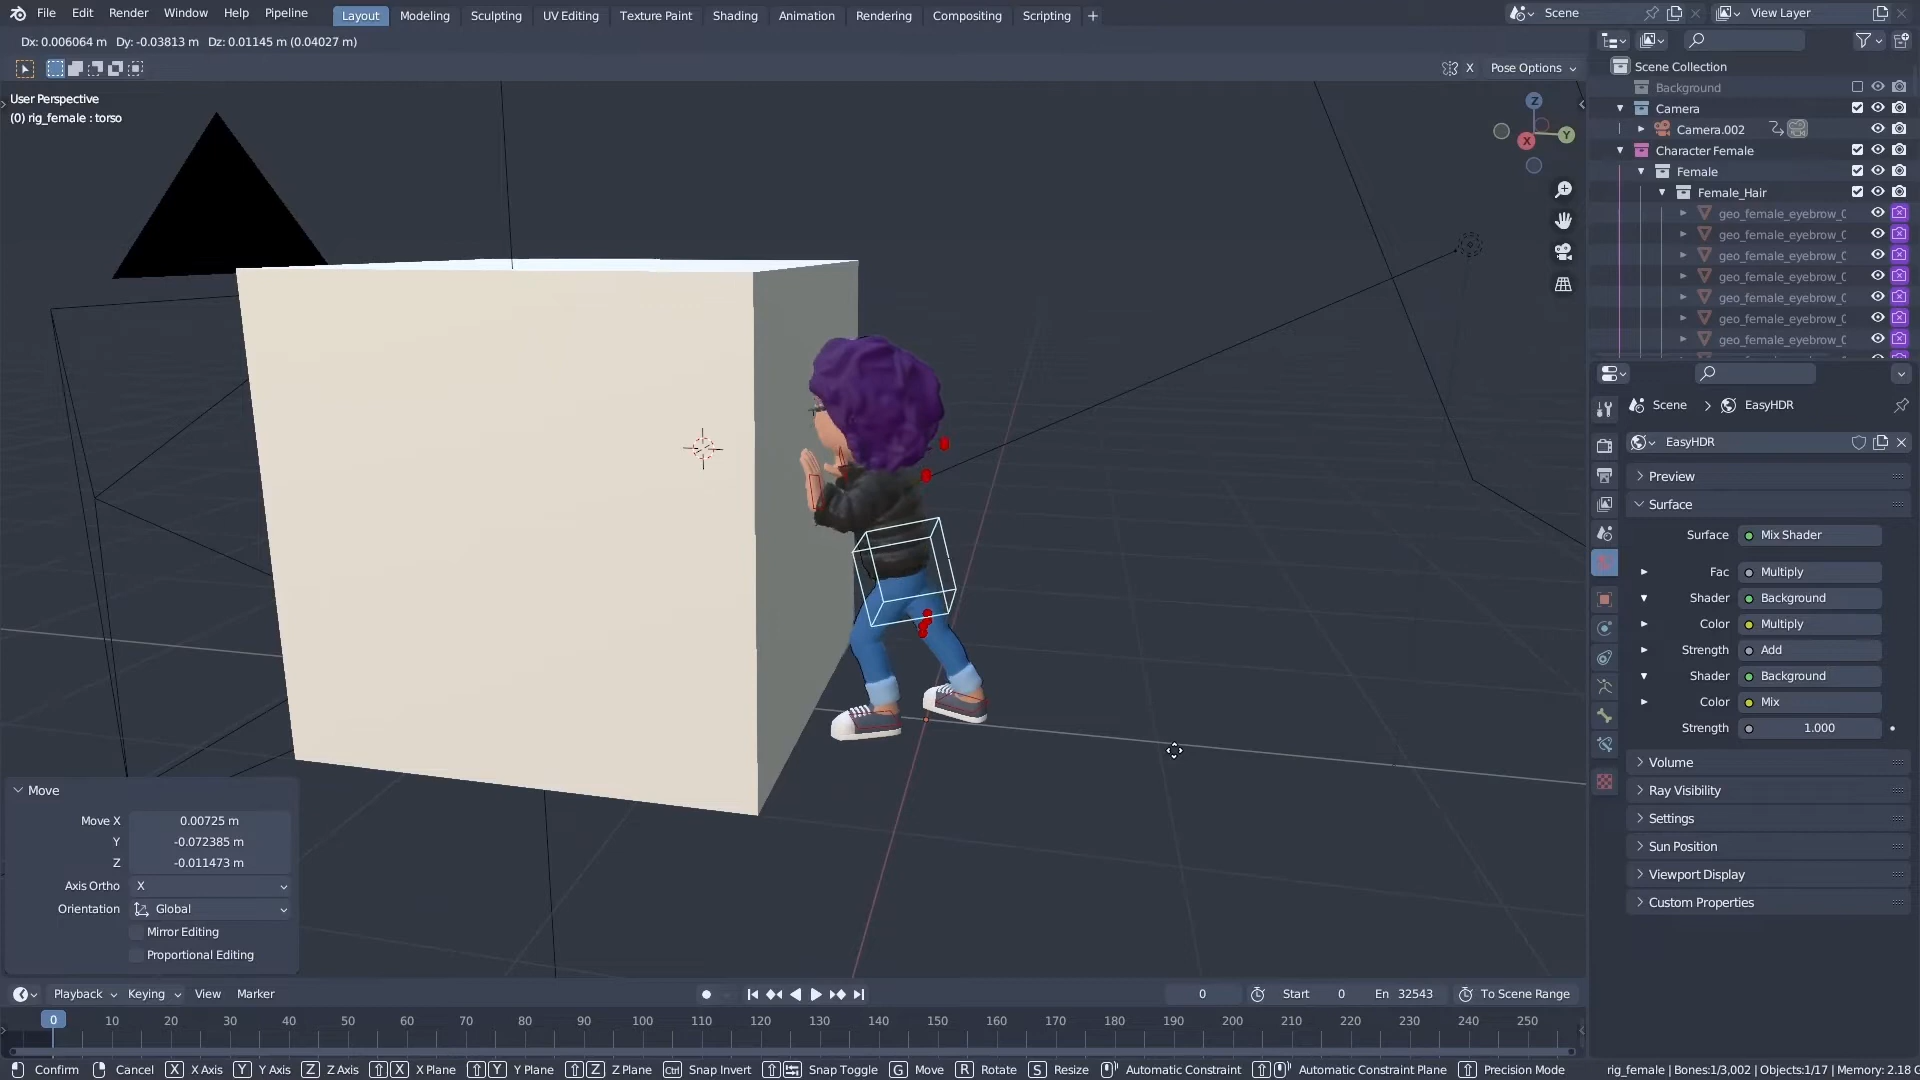 File Edit Render Window Help Pipeline Layout Modeling Sculpting UV Editing Texture Paint Shading Animation Rendering Compositing Scripting + Scene View Layer
Dx: 0.006064 m Dy: -0.03813 m Dz: 0.01145 m (0.04027 m)
X Pose Options
User Perspective
(0) rig_female : torso
Z
Y
X
Scene Collection
Background
Camera
Camera.002
Character Female
Female
Female_Hair
geo_female_eyebrow_0
geo_female_eyebrow_0
geo_female_eyebrow_0
geo_female_eyebrow_0
geo_female_eyebrow_0
geo_female_eyebrow_0
geo_female_eyebrow_0
Scene > EasyHDR
EasyHDR
Preview
Surface
Surface Mix Shader
Fac Multiply
Shader Background
Color Multiply
Strength Add
Shader Background
Color Mix
Strength 1.000
Volume
Ray Visibility
Settings
Sun Position
Viewport Display
Custom Properties
Move
Move X 0.00725 m
Y -0.072385 m
Z -0.011473 m
Axis Ortho X
Orientation Global
Mirror Editing
Proportional Editing
Playback Keying View Marker 0 Start 0 En 32543 To Scene Range
0 10 20 30 40 50 60 70 80 90 100 110 120 130 140 150 160 170 180 190 200 210 220 230 240 250
Confirm Cancel X X Axis Y Y Axis Z Z Axis X X Plane Y Y Plane Z Z Plane Ctrl Snap Invert Snap Toggle G Move R Rotate S Resize Automatic Constraint Automatic Constraint Plane Precision Mode rig_female | Bones:1/3,002 | Objects:1/17 | Memory: 2.18 G